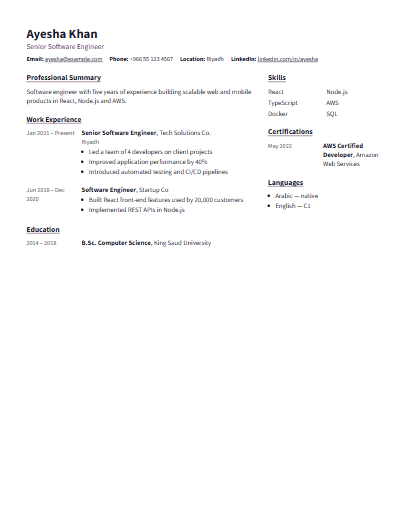 Ayesha Khan
Senior Software Engineer
Email: ayesha@example.com Phone: +966 55 123 4567 Location: Riyadh LinkedIn: linkedin.com/in/ayesha
Professional Summary
Software engineer with five years of experience building scalable web and mobile
products in React, Node.js and AWS.
Work Experience
Jan 2021 – Present Senior Software Engineer, Tech Solutions Co.
Riyadh
• Led a team of 4 developers on client projects
• Improved application performance by 40%
• Introduced automated testing and CI/CD pipelines
Jun 2018 – Dec 2020 Software Engineer, Startup Co
• Built React front-end features used by 20,000 customers
• Implemented REST APIs in Node.js
Education
2014 – 2018 B.Sc. Computer Science, King Saud University
Skills
React Node.js
TypeScript AWS
Docker SQL
Certifications
May 2022 AWS Certified
Developer, Amazon
Web Services
Languages
• Arabic — native
• English — C1